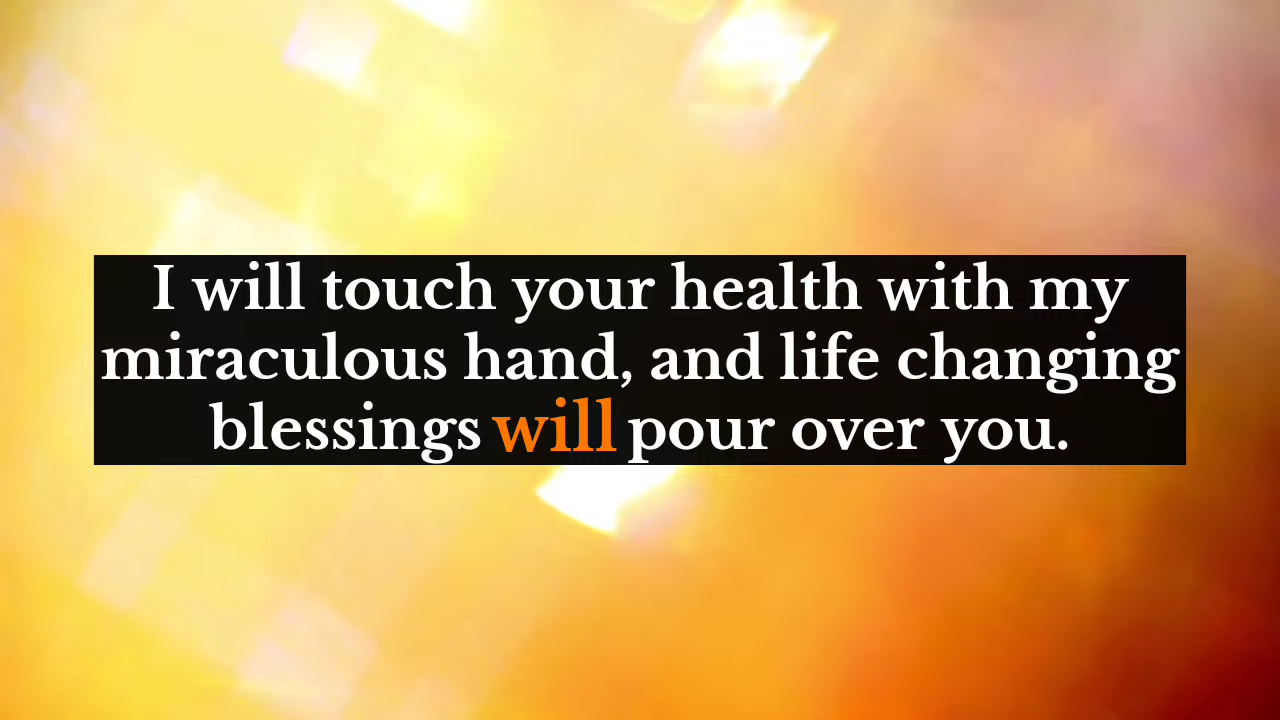 I will touch your health with my
miraculous hand, and life changing
blessings will pour over you.